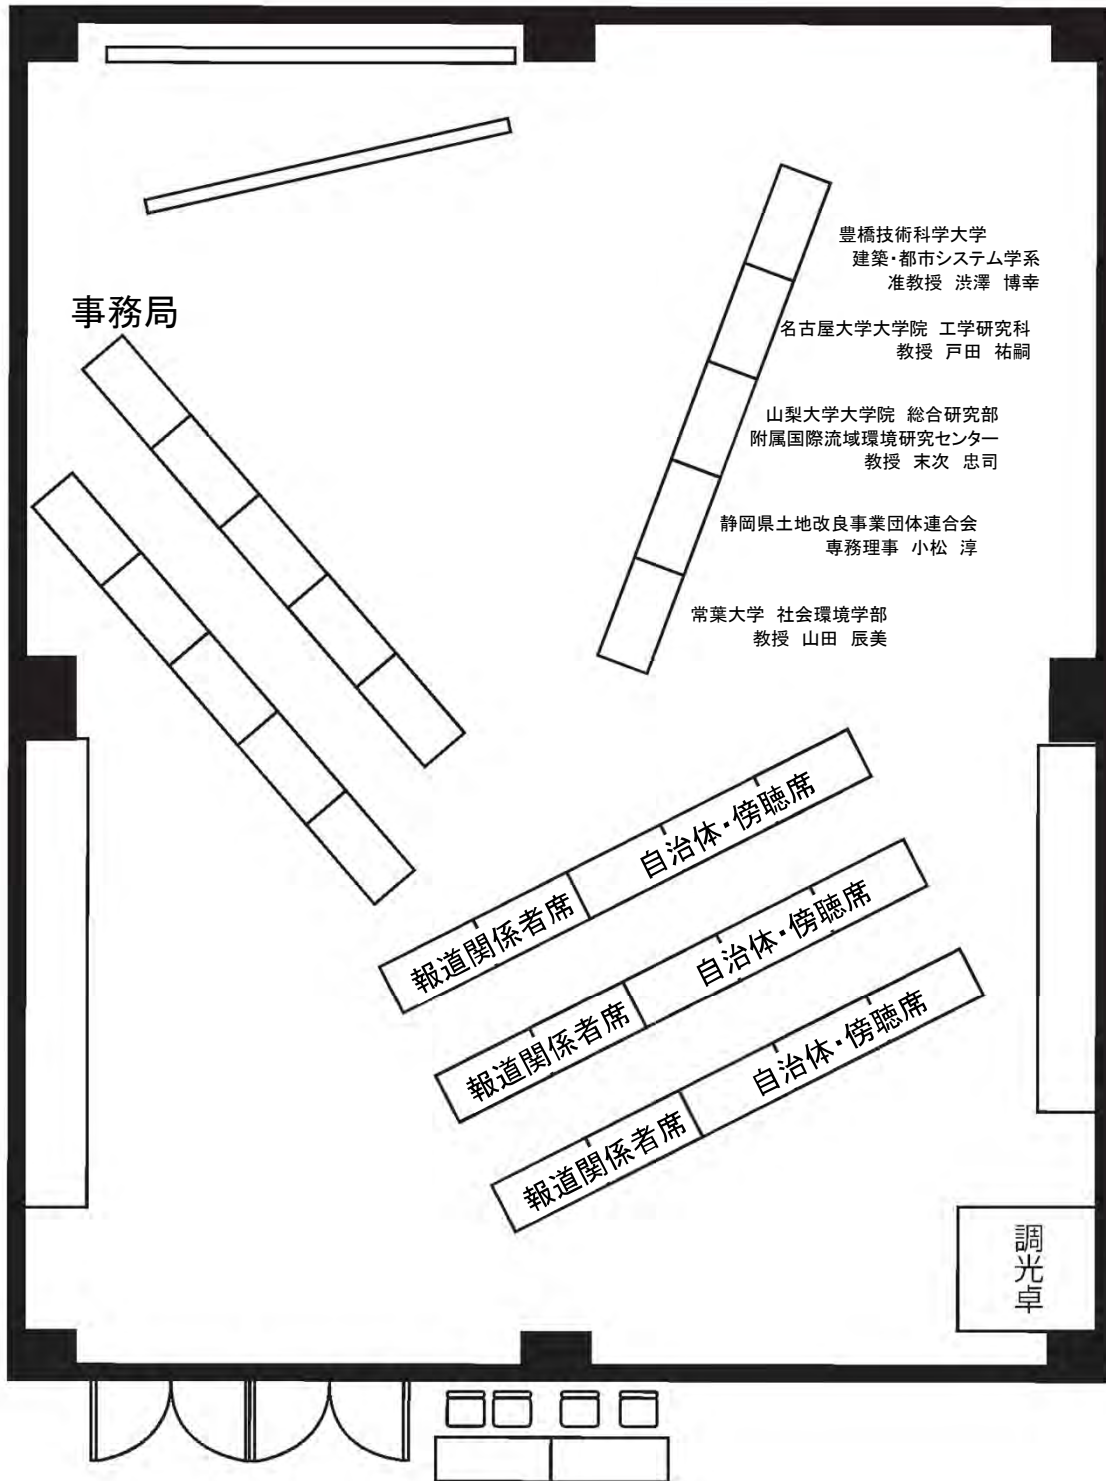 豊橋技術科学大学
建築・都市システム学系
准教授 渋澤 博幸
事務局
名古屋大学大学院 工学研究科
教授 戸田 祐嗣
山梨大学大学院 総合研究部
附属国際流域環境研究センター
教授 末次 忠司
静岡県土地改良事業団体連合会
専務理事 小松 淳
常葉大学 社会環境学部
教授 山田 辰美
報道関係者席 自治体・傍聴席
報道関係者席 自治体・傍聴席
報道関係者席 自治体・傍聴席
調光卓